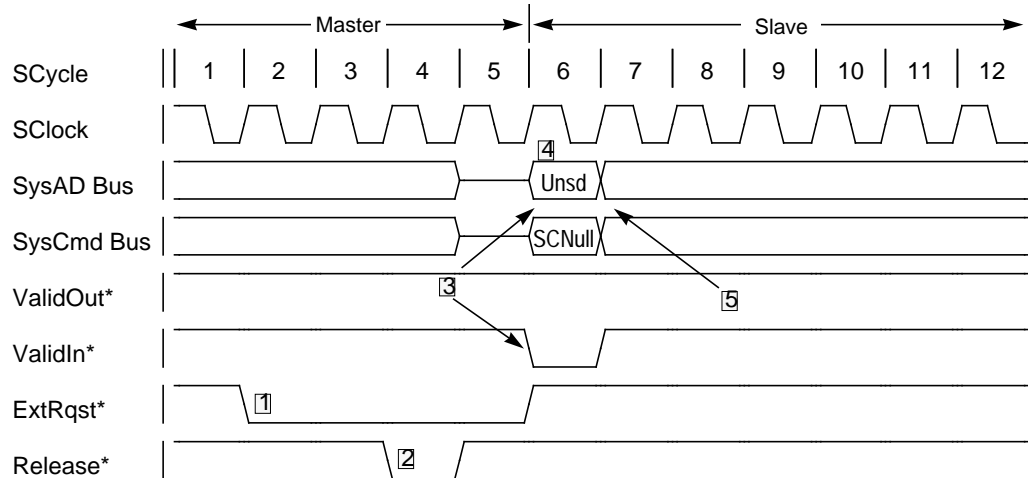 Master Slave
SCycle 1 2 3 4 5 6 7 8 9 10 11 12
SClock
4
SysAD Bus Unsd
SysCmd Bus SCNull
ValidOut* 3 5
ValidIn*
ExtRqst* 1
Release* 2